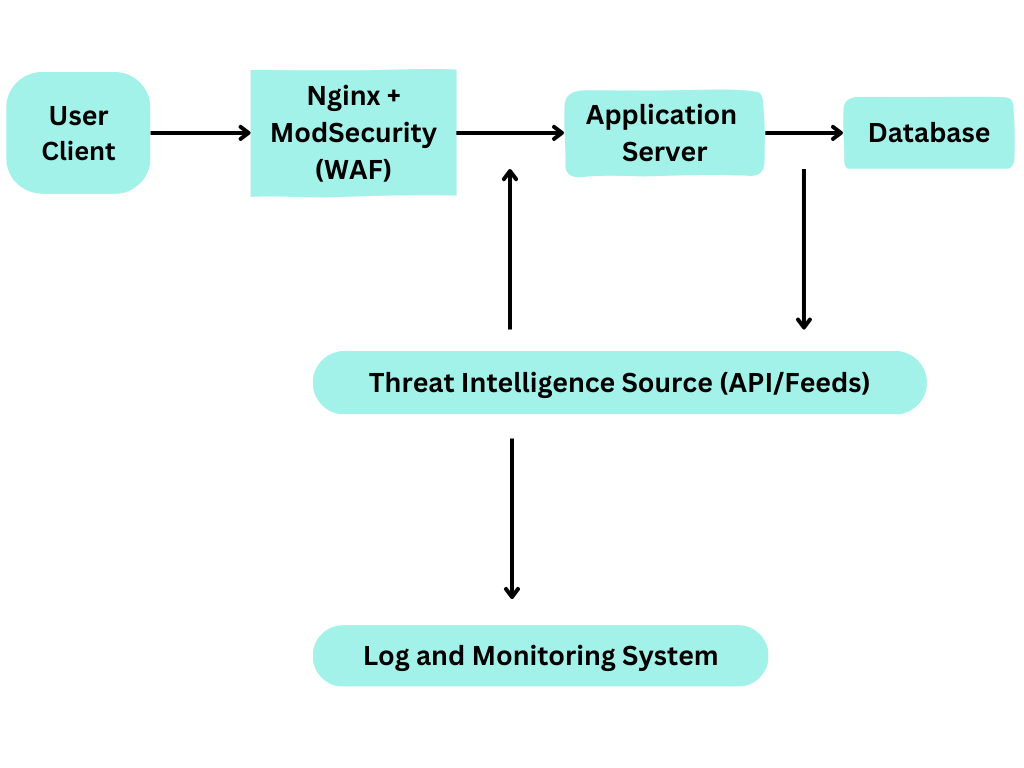 User
Client
Nginx +
ModSecurity
(WAF)
Application
Server
Database
Threat Intelligence Source (API/Feeds)
Log and Monitoring System